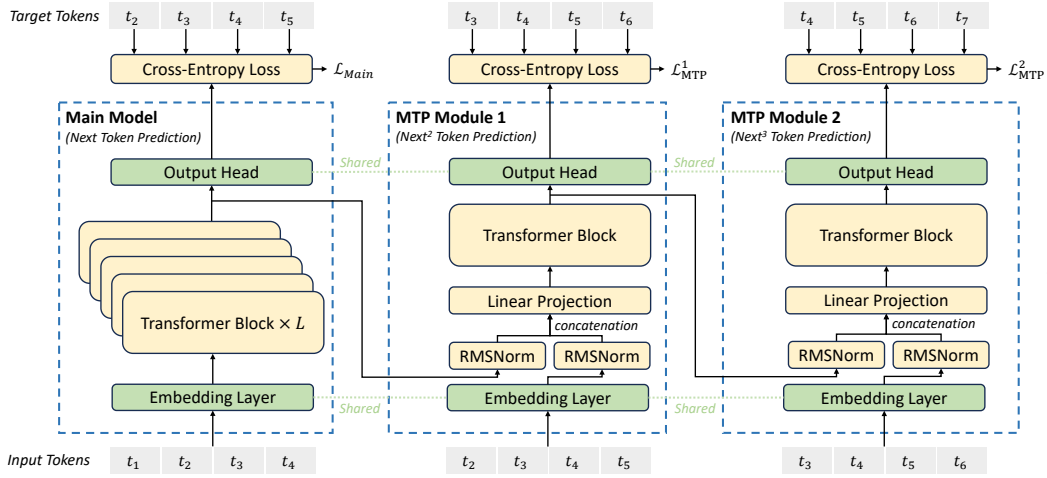 Target Tokens t₂ t₃ t₄ t₅ t₃ t₄ t₅ t₆ t₄ t₅ t₆ t₇
Cross-Entropy Loss ℒ_Main Cross-Entropy Loss ℒ¹_MTP Cross-Entropy Loss ℒ²_MTP
Main Model
(Next Token Prediction)
Output Head
Transformer Block × L
Embedding Layer
Shared
Shared
MTP Module 1
(Next² Token Prediction)
Output Head
Transformer Block
Linear Projection
concatenation
RMSNorm RMSNorm
Embedding Layer
Shared
Shared
MTP Module 2
(Next³ Token Prediction)
Output Head
Transformer Block
Linear Projection
concatenation
RMSNorm RMSNorm
Embedding Layer
Input Tokens t₁ t₂ t₃ t₄ t₂ t₃ t₄ t₅ t₃ t₄ t₅ t₆